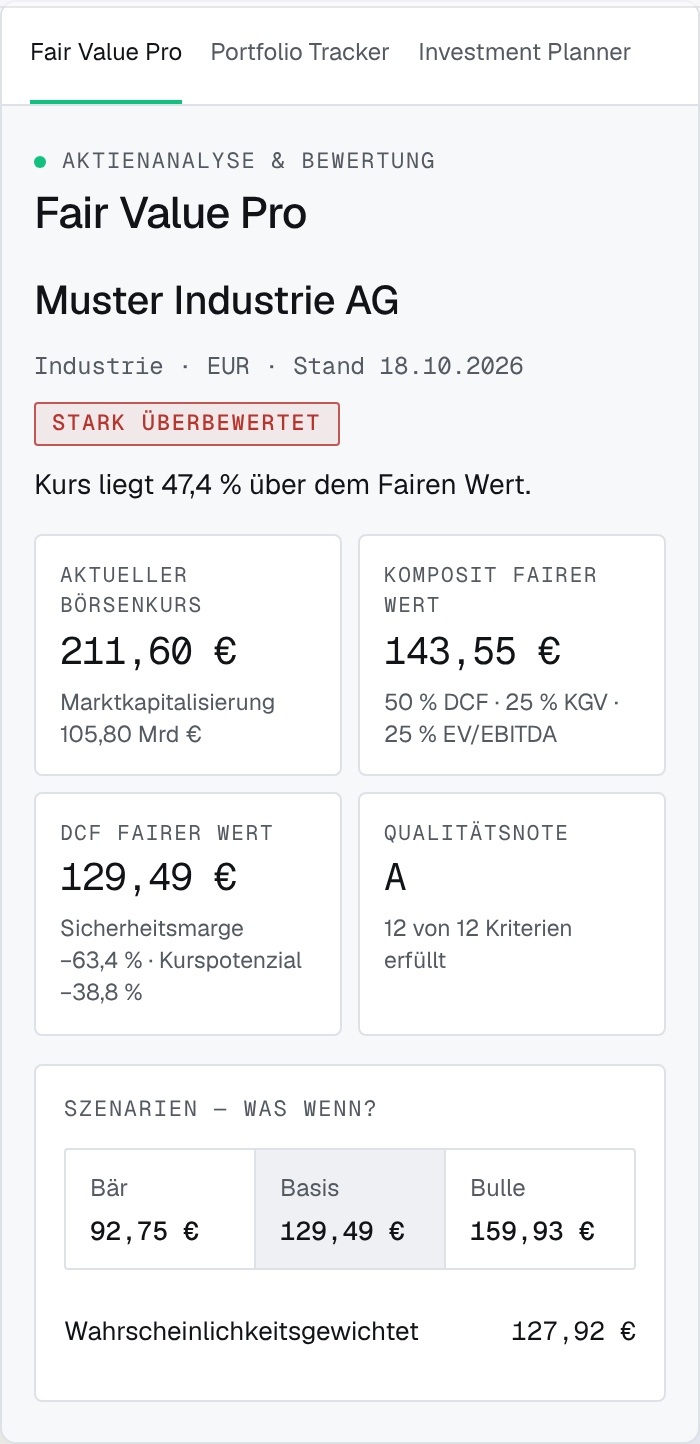 Fair Value Pro Portfolio Tracker Investment Planner
AKTIENANALYSE & BEWERTUNG
Fair Value Pro
Muster Industrie AG
Industrie · EUR · Stand 18.10.2026
STARK ÜBERBEWERTET
Kurs liegt 47,4 % über dem Fairen Wert.
AKTUELLER
BÖRSENKURS
211,60 €
Marktkapitalisierung
105,80 Mrd €
KOMPOSIT FAIRER
WERT
143,55 €
50 % DCF · 25 % KGV ·
25 % EV/EBITDA
DCF FAIRER WERT
129,49 €
Sicherheitsmarge
−63,4 % · Kurspotenzial
−38,8 %
QUALITÄTSNOTE
A
12 von 12 Kriterien
erfüllt
SZENARIEN — WAS WENN?
Bär
92,75 €
Basis
129,49 €
Bulle
159,93 €
Wahrscheinlichkeitsgewichtet 127,92 €